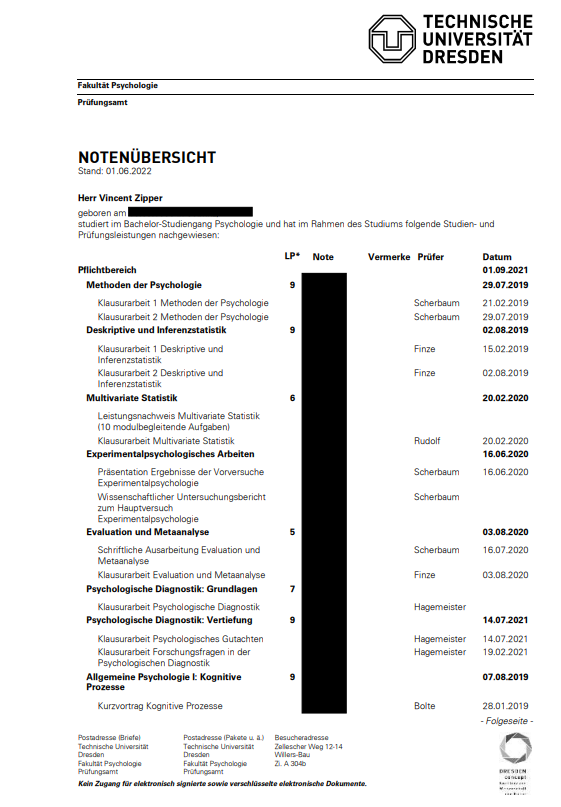 TECHNISCHE
UNIVERSITÄT
DRESDEN
Fakultät Psychologie
Prüfungsamt
NOTENÜBERSICHT
Stand: 01.06.2022
Herr Vincent Zipper
geboren am
studiert im Bachelor-Studiengang Psychologie und hat im Rahmen des Studiums folgende Studien- und
Prüfungsleistungen nachgewiesen:
LP* Note Vermerke Prüfer Datum
Pflichtbereich 01.09.2021
Methoden der Psychologie 9 29.07.2019
Klausurarbeit 1 Methoden der Psychologie Scherbaum 21.02.2019
Klausurarbeit 2 Methoden der Psychologie Scherbaum 29.07.2019
Deskriptive und Inferenzstatistik 9 02.08.2019
Klausurarbeit 1 Deskriptive und Finze 15.02.2019
Inferenzstatistik
Klausurarbeit 2 Deskriptive und Finze 02.08.2019
Inferenzstatistik
Multivariate Statistik 6 20.02.2020
Leistungsnachweis Multivariate Statistik
(10 modulbegleitende Aufgaben)
Klausurarbeit Multivariate Statistik Rudolf 20.02.2020
Experimentalpsychologisches Arbeiten 16.06.2020
Präsentation Ergebnisse der Vorversuche Scherbaum 16.06.2020
Experimentalpsychologie
Wissenschaftlicher Untersuchungsbericht Scherbaum
zum Hauptversuch
Experimentalpsychologie
Evaluation und Metaanalyse 5 03.08.2020
Schriftliche Ausarbeitung Evaluation und Scherbaum 16.07.2020
Metaanalyse
Klausurarbeit Evaluation und Metaanalyse Finze 03.08.2020
Psychologische Diagnostik: Grundlagen 7
Klausurarbeit Psychologische Diagnostik Hagemeister
Psychologische Diagnostik: Vertiefung 9 14.07.2021
Klausurarbeit Psychologisches Gutachten Hagemeister 14.07.2021
Klausurarbeit Forschungsfragen in der Hagemeister 19.02.2021
Psychologischen Diagnostik
Allgemeine Psychologie I: Kognitive 9 07.08.2019
Prozesse
Kurzvortrag Kognitive Prozesse Bolte 28.01.2019
- Folgeseite -
Postadresse (Briefe) Postadresse (Pakete u. ä.) Besucheradresse
Technische Universität Technische Universität Zellescher Weg 12-14
Dresden Dresden Willers-Bau
Fakultät Psychologie Fakultät Psychologie Zi. A 304b
Prüfungsamt Prüfungsamt
Kein Zugang für elektronisch signierte sowie verschlüsselte elektronische Dokumente.
DRESDEN
concept